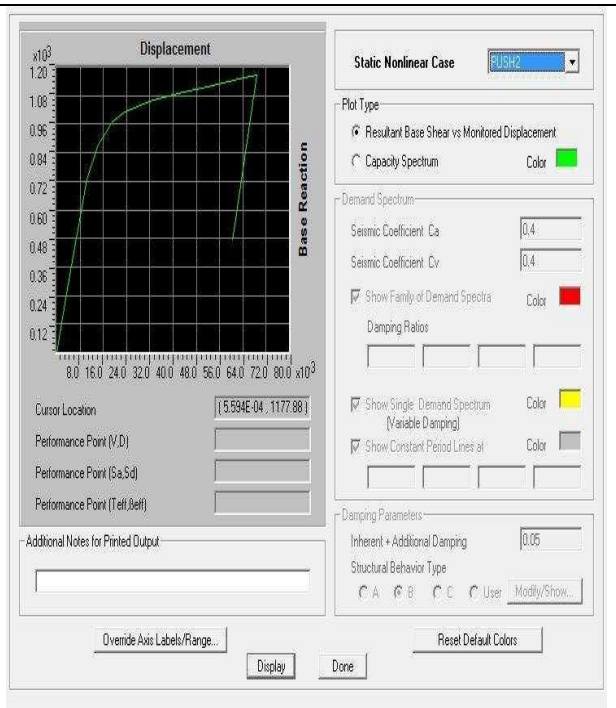 Displacement
x10³
1.20
1.08
0.96
0.84
0.72
0.60
0.48
0.36
0.24
0.12
Base Reaction
8.0 16.0 24.0 32.0 40.0 48.0 56.0 64.0 72.0 80.0 x10³
Cursor Location ( 5.594E-04 , 1177.88 )
Performance Point (V,D)
Performance Point (Sa,Sd)
Performance Point (Teff,βeff)
Additional Notes for Printed Output
Static Nonlinear Case PUSH2
Plot Type
Resultant Base Shear vs Monitored Displacement
Capacity Spectrum Color
Demand Spectrum
Seismic Coefficient Ca 0.4
Seismic Coefficient Cv 0.4
Show Family of Demand Spectra Color
Damping Ratios
Show Single Demand Spectrum Color
(Variable Damping)
Show Constant Period Lines at Color
Damping Parameters
Inherent + Additional Damping 0.05
Structural Behavior Type
A B C User Modify/Show...
Override Axis Labels/Range... Reset Default Colors
Display Done